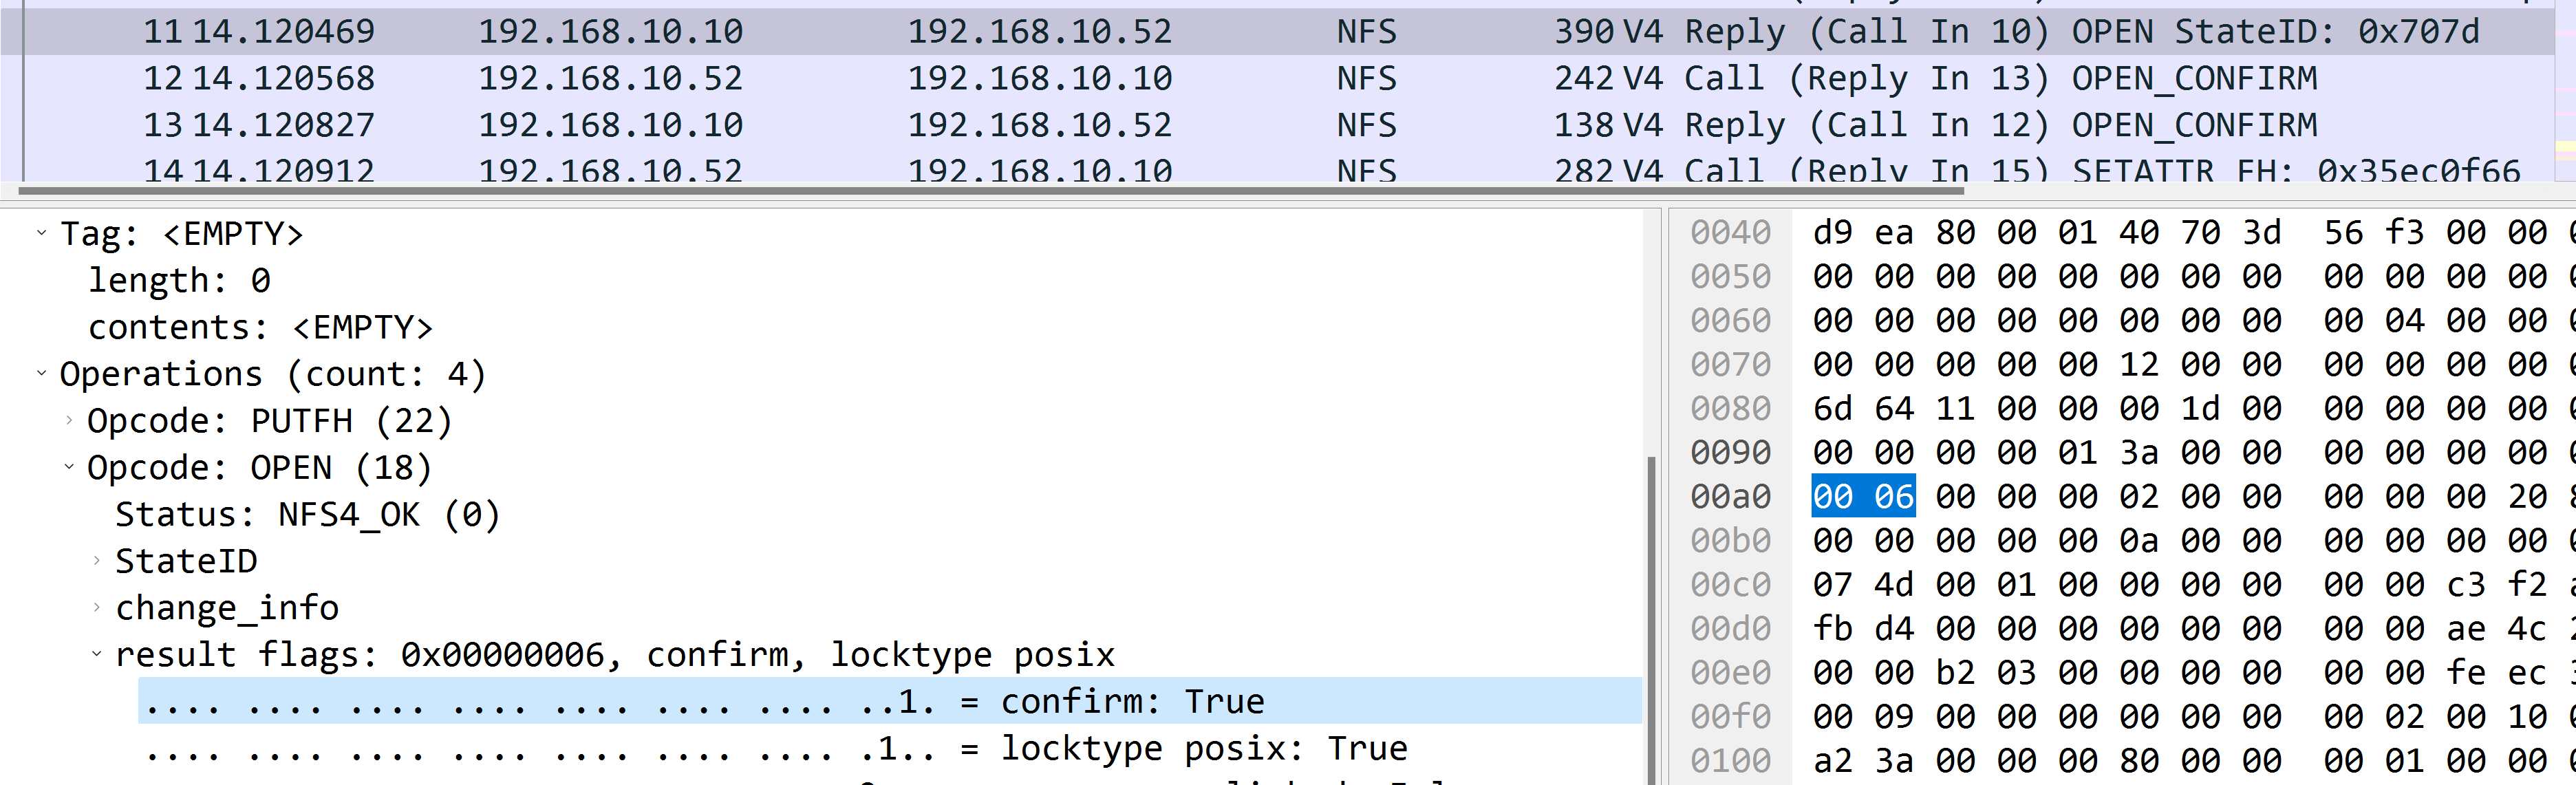 11 14.120469 192.168.10.10 192.168.10.52 NFS 390 V4 Reply (Call In 10) OPEN StateID: 0x707d
12 14.120568 192.168.10.52 192.168.10.10 NFS 242 V4 Call (Reply In 13) OPEN_CONFIRM
13 14.120827 192.168.10.10 192.168.10.52 NFS 138 V4 Reply (Call In 12) OPEN_CONFIRM
14 14.120912 192.168.10.52 192.168.10.10 NFS 282 V4 Call (Reply In 15) SETATTR FH: 0x35ec0f66
Tag: <EMPTY>
length: 0
contents: <EMPTY>
Operations (count: 4)
Opcode: PUTFH (22)
Opcode: OPEN (18)
Status: NFS4_OK (0)
StateID
change_info
result flags: 0x00000006, confirm, locktype posix
.... .... .... .... .... .... .... ..1. = confirm: True
.... .... .... .... .... .... .... .1.. = locktype posix: True
0040 d9 ea 80 00 01 40 70 3d 56 f3 00 00
0050 00 00 00 00 00 00 00 00 00 00 00 00
0060 00 00 00 00 00 00 00 00 00 04 00 00
0070 00 00 00 00 00 12 00 00 00 00 00 00
0080 6d 64 11 00 00 00 1d 00 00 00 00 00
0090 00 00 00 00 01 3a 00 00 00 00 00 00
00a0 00 06 00 00 00 02 00 00 00 00 00 20
00b0 00 00 00 00 00 0a 00 00 00 00 00 00
00c0 07 4d 00 01 00 00 00 00 00 00 c3 f2
00d0 fb d4 00 00 00 00 00 00 00 00 ae 4c
00e0 00 00 b2 03 00 00 00 00 00 00 fe ec
00f0 00 09 00 00 00 00 00 00 00 02 00 10
0100 a2 3a 00 00 00 80 00 00 00 01 00 00